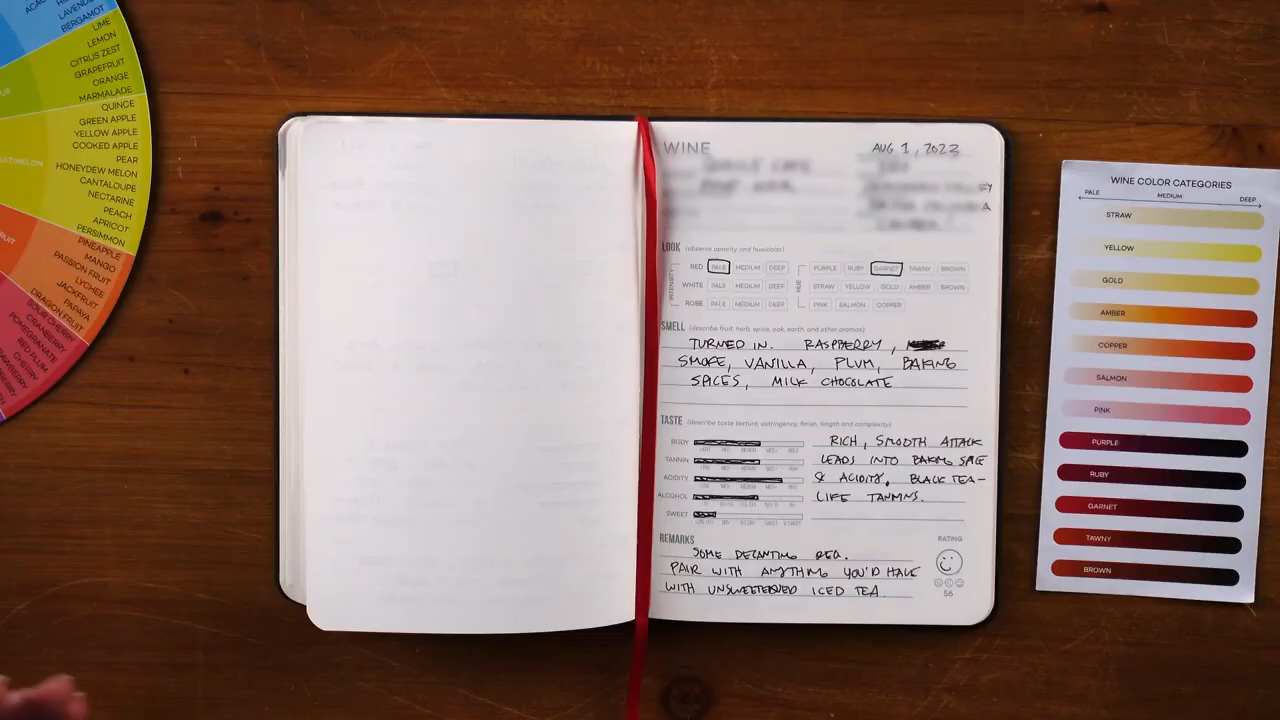 LAVENDER
BERGAMOT
LIME
LEMON
CITRUS ZEST
GRAPEFRUIT
ORANGE
MARMALADE
QUINCE
GREEN APPLE
YELLOW APPLE
COOKED APPLE
PEAR
HONEYDEW MELON
CANTALOUPE
NECTARINE
PEACH
APRICOT
PERSIMMON
PINEAPPLE
MANGO
PASSION FRUIT
LYCHEE
JACKFRUIT
PAPAYA
DRAGON FRUIT
SOUR CHERRY
CRANBERRY
POMEGRANATE
RED PLUM
CHERRY
WINE AUG 1, 2023
LOOK (observe opacity and hue/color)
INTENSITY
RED PALE MEDIUM DEEP
WHITE PALE MEDIUM DEEP
ROSE PALE MEDIUM DEEP
HUE
PURPLE RUBY GARNET TAWNY BROWN
STRAW YELLOW GOLD AMBER BROWN
PINK SALMON COPPER
SMELL (describe fruit, herb, spice, oak, earth, and other aromas)
TURNED IN. RASPBERRY,
SMOKE, VANILLA, PLUM, BAKING
SPICES, MILK CHOCOLATE
TASTE (describe taste texture, astringency, finish, length and complexity)
BODY
TANNIN
ACIDITY
ALCOHOL
SWEET
RICH, SMOOTH ATTACK
LEADS INTO BAKING SPICE
& ACIDITY, BLACK TEA-
LIKE TANNINS.
REMARKS
SOME DECANTING REQ.
PAIR WITH ANYTHING YOU'D HAVE
WITH UNSWEETENED ICED TEA.
RATING
56
WINE COLOR CATEGORIES
PALE MEDIUM DEEP
STRAW
YELLOW
GOLD
AMBER
COPPER
SALMON
PINK
PURPLE
RUBY
GARNET
TAWNY
BROWN